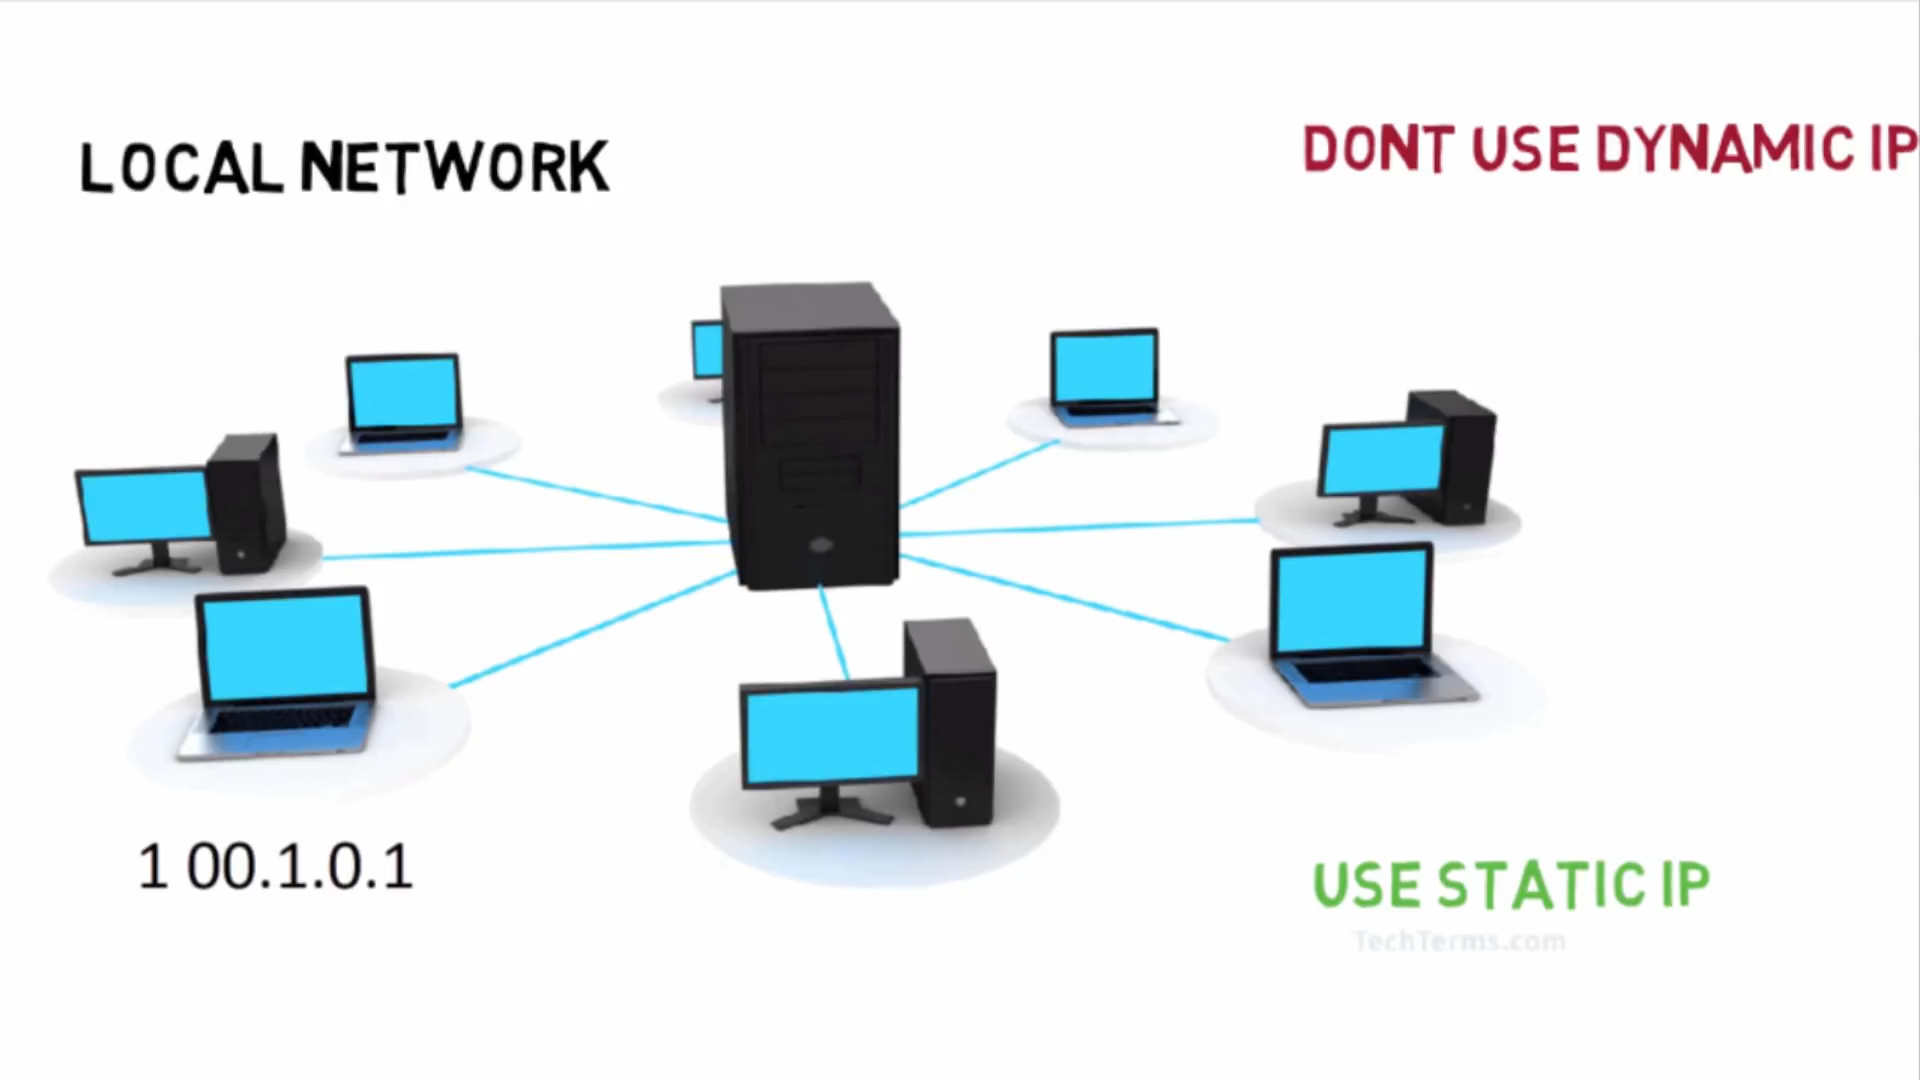 LOCAL NETWORK
DONT USE DYNAMIC IP
1 00.1.0.1
USE STATIC IP
TechTerms.com